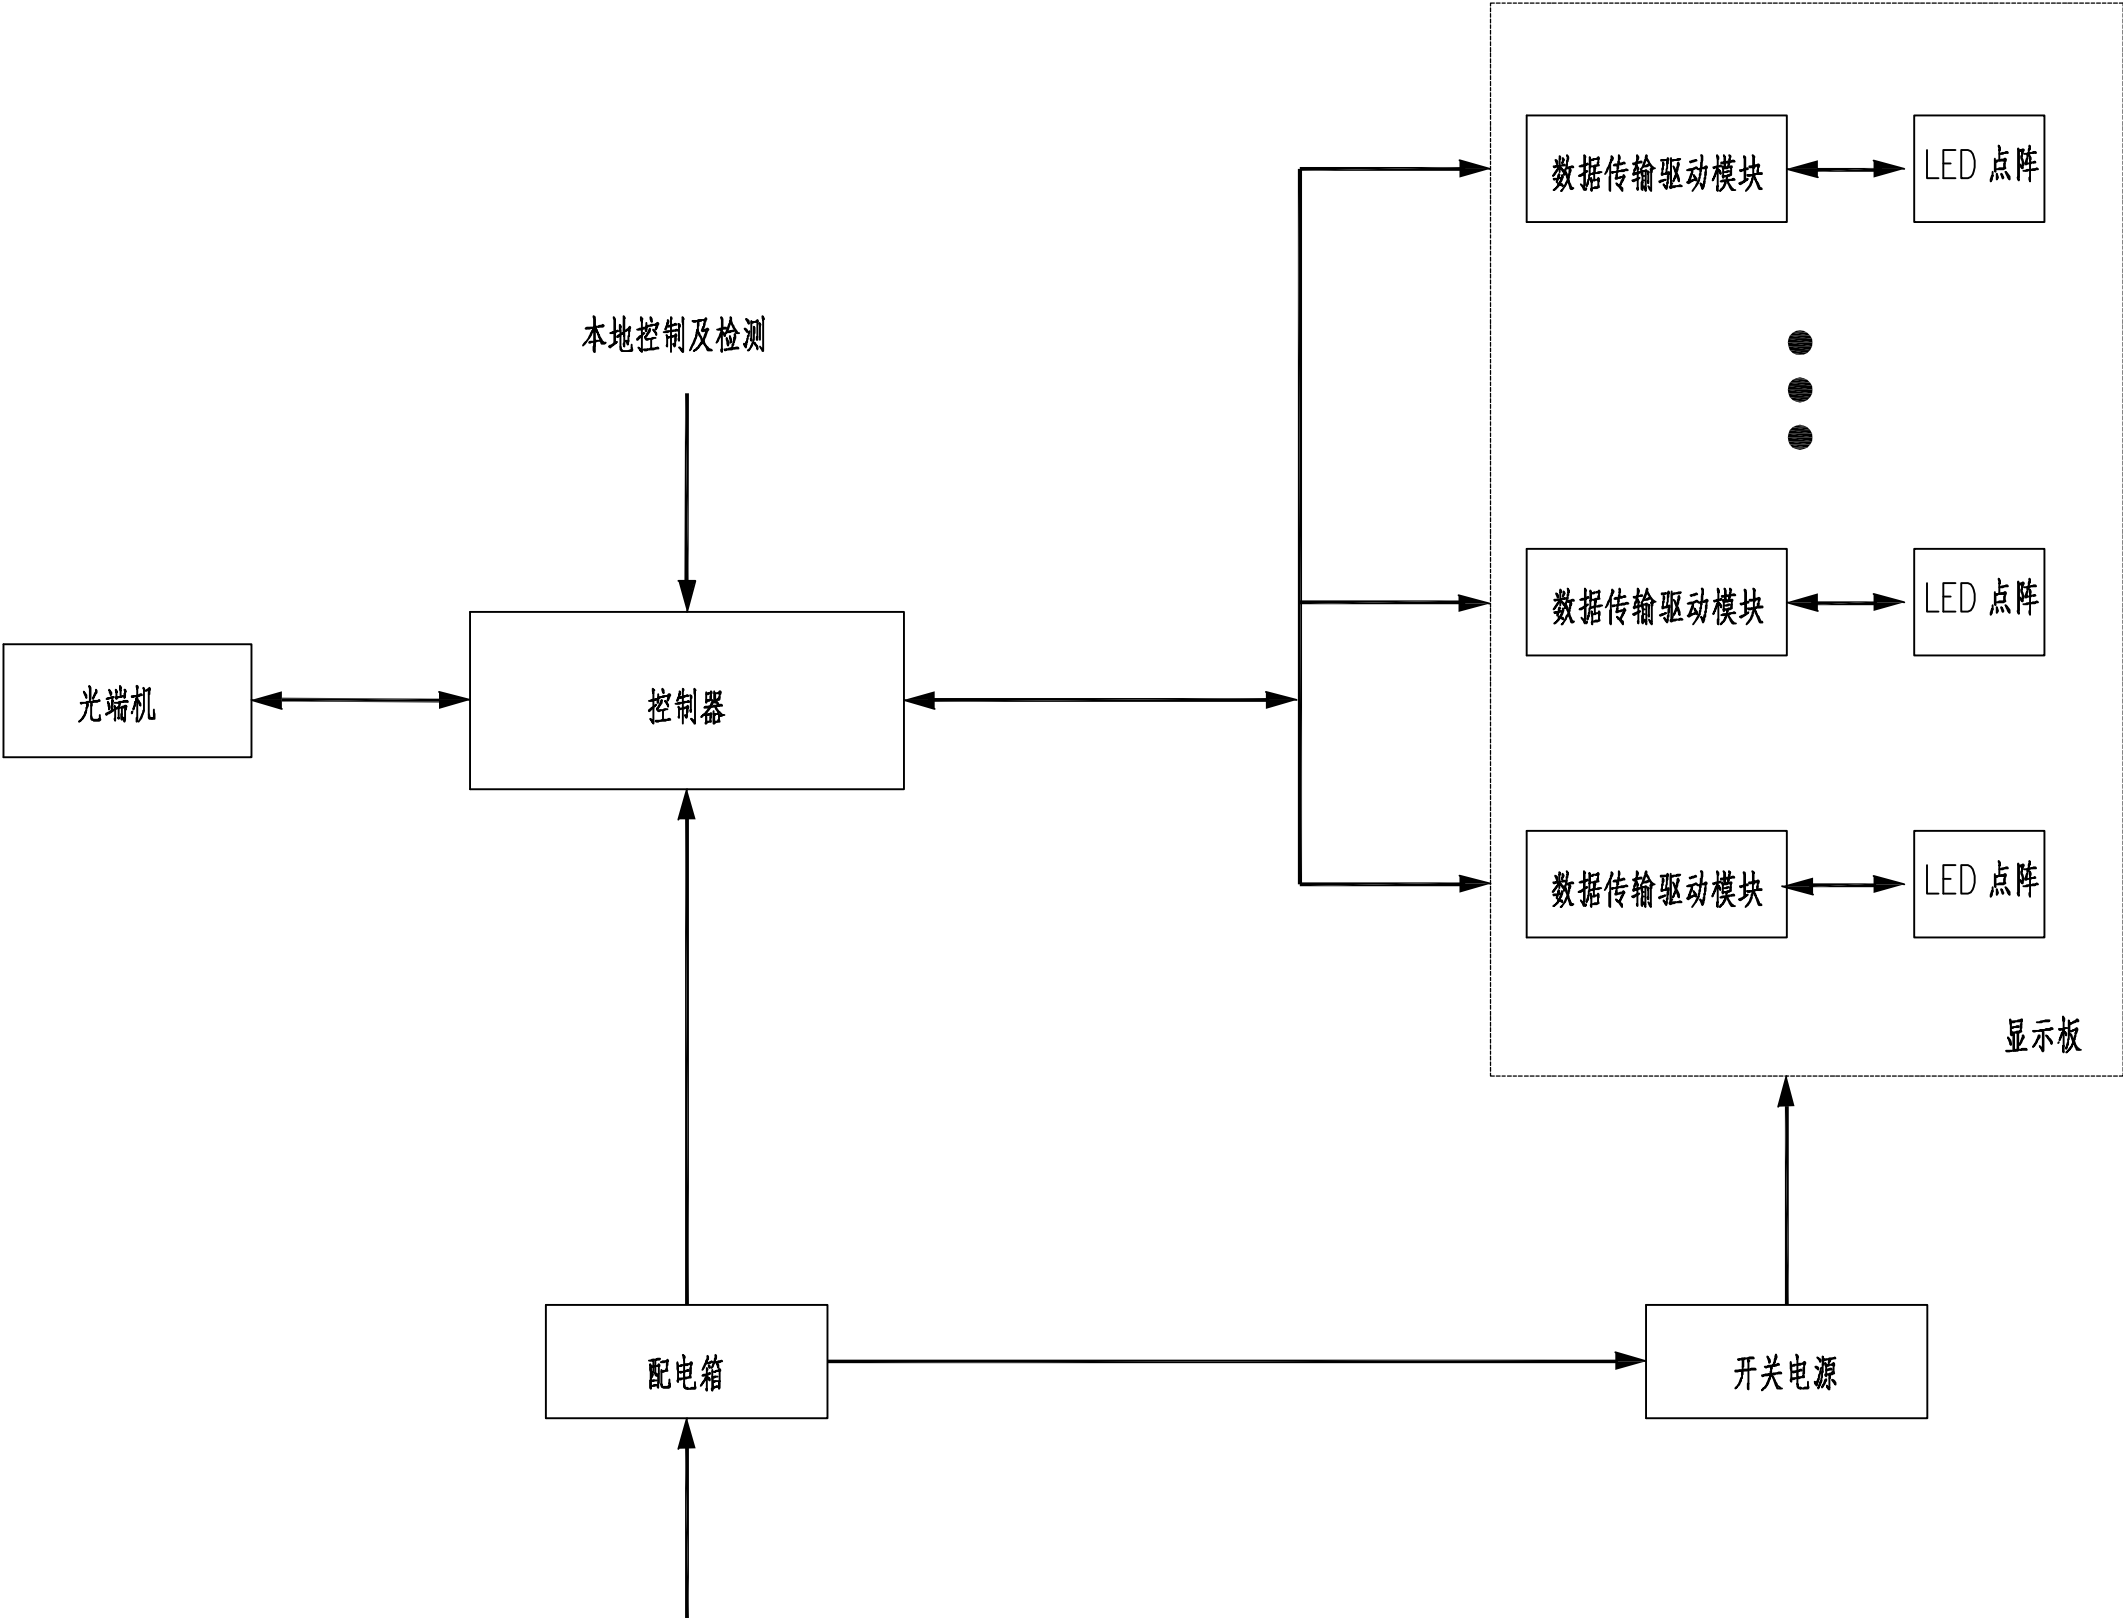 数据传输驱动模块
LED 点阵
本地控制及检测
数据传输驱动模块
LED 点阵
光端机
控制器
数据传输驱动模块
LED 点阵
显示板
配电箱
开关电源